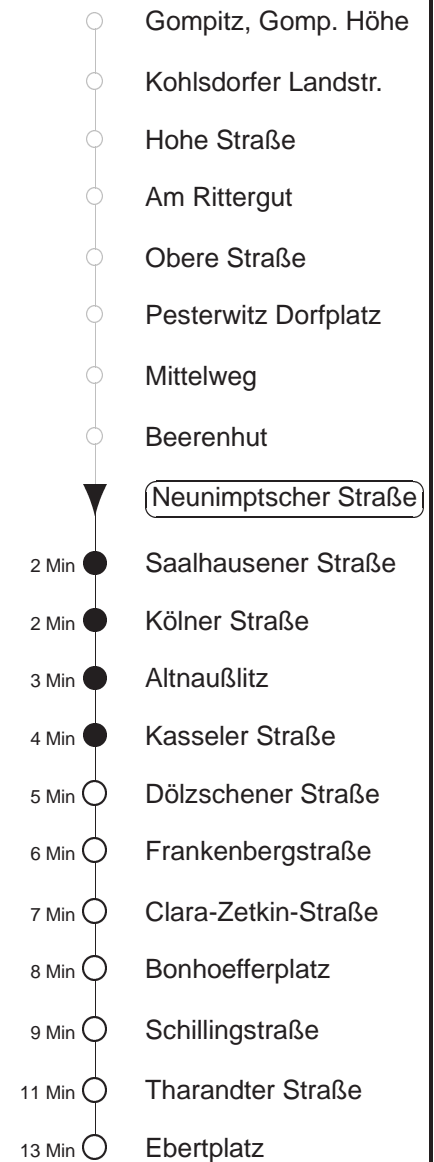 Gompitz, Gomp. Höhe
Kohlsdorfer Landstr.
Hohe Straße
Am Rittergut
Obere Straße
Pesterwitz Dorfplatz
Mittelweg
Beerenhut
Neunimptscher Straße
2 Min Saalhausener Straße
2 Min Kölner Straße
3 Min Altnaußlitz
4 Min Kasseler Straße
5 Min Dölzschener Straße
6 Min Frankenbergstraße
7 Min Clara-Zetkin-Straße
8 Min Bonhoefferplatz
9 Min Schillingstraße
11 Min Tharandter Straße
13 Min Ebertplatz